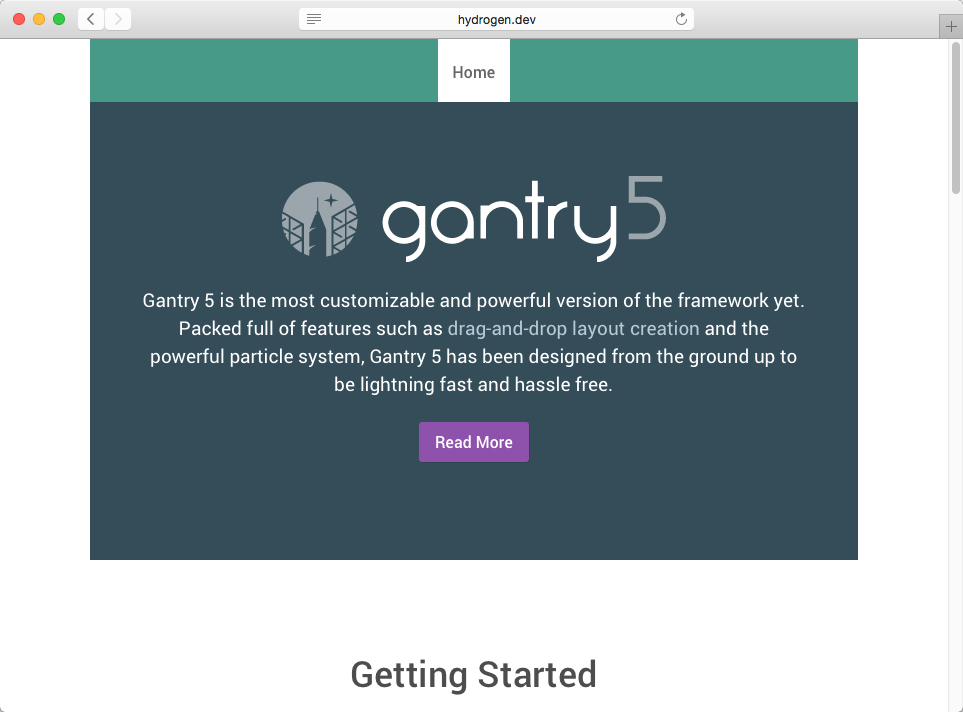 hydrogen.dev
Home
gantry 5
Gantry 5 is the most customizable and powerful version of the framework yet.
Packed full of features such as drag-and-drop layout creation and the
powerful particle system, Gantry 5 has been designed from the ground up to
be lightning fast and hassle free.
Read More
Getting Started